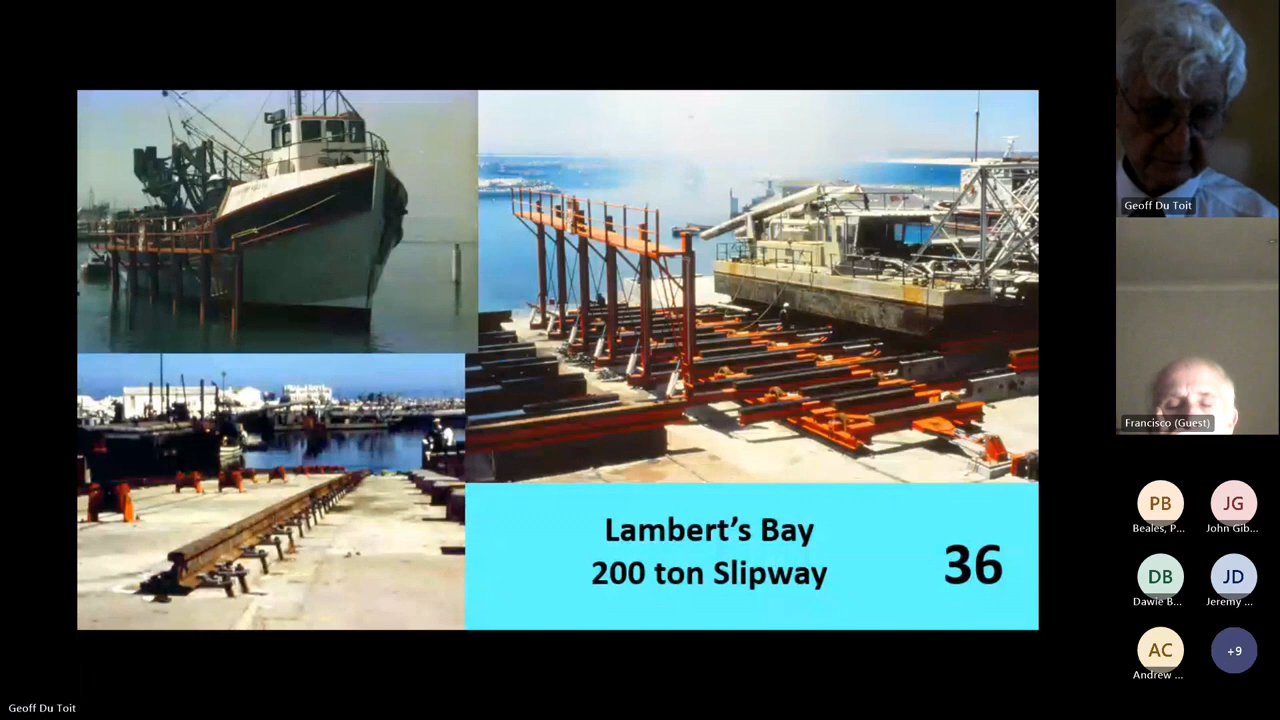 Lambert’s Bay
200 ton Slipway
36
Geoff Du Toit
Francisco (Guest)
PB
Beales, P...
JG
John Gib...
DB
Dawie B...
JD
Jeremy ...
AC
Andrew ...
+9
Geoff Du Toit